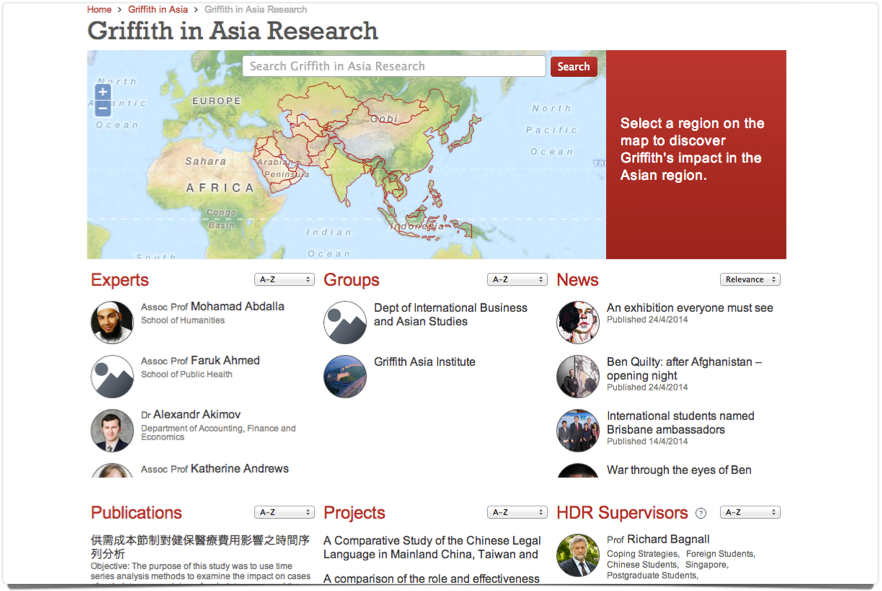 Home > Griffith in Asia > Griffith in Asia Research
Griffith in Asia Research
Search Griffith in Asia Research
Search
+
−
North
Atlantic
Ocean
EUROPE
Gobi
North
Pacific
Ocean
Sahara
Arabian
Peninsula
AFRICA
Congo
Basin
Indonesia
Indian
Ocean
South
Select a region on the
map to discover
Griffith's impact in the
Asian region.
Experts
A-Z
Assoc Prof Mohamad Abdalla
School of Humanities
Assoc Prof Faruk Ahmed
School of Public Health
Dr Alexandr Akimov
Department of Accounting, Finance and
Economics
Assoc Prof Katherine Andrews
Groups
A-Z
Dept of International Business
and Asian Studies
Griffith Asia Institute
News
Relevance
An exhibition everyone must see
Published 24/4/2014
Ben Quilty: after Afghanistan –
opening night
Published 24/4/2014
International students named
Brisbane ambassadors
Published 14/4/2014
War through the eyes of Ben
Publications
A-Z
供需成本節制對健保醫療費用影響之時間序
列分析
Objective: The purpose of this study was to use time
series analysis methods to examine the impact on cases
Projects
A-Z
A Comparative Study of the Chinese Legal
Language in Mainland China, Taiwan and
A comparison of the role and effectiveness
HDR Supervisors ?
A-Z
Prof Richard Bagnall
Coping Strategies, Foreign Students,
Chinese Students, Singapore,
Postgraduate Students,